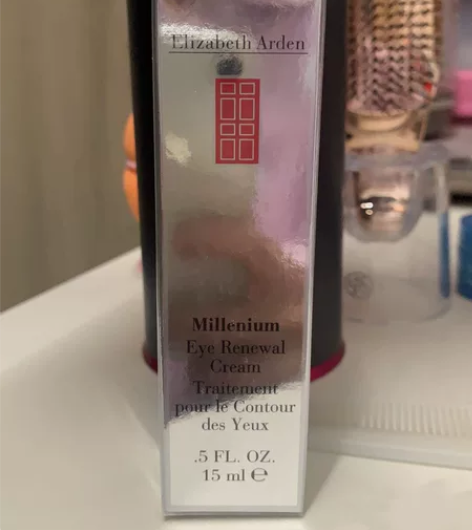 Elizabeth Arden
Millenium
Eye Renewal
Cream
Traitement
pour le Contour
des Yeux
.5 FL. OZ.
15 ml ℮